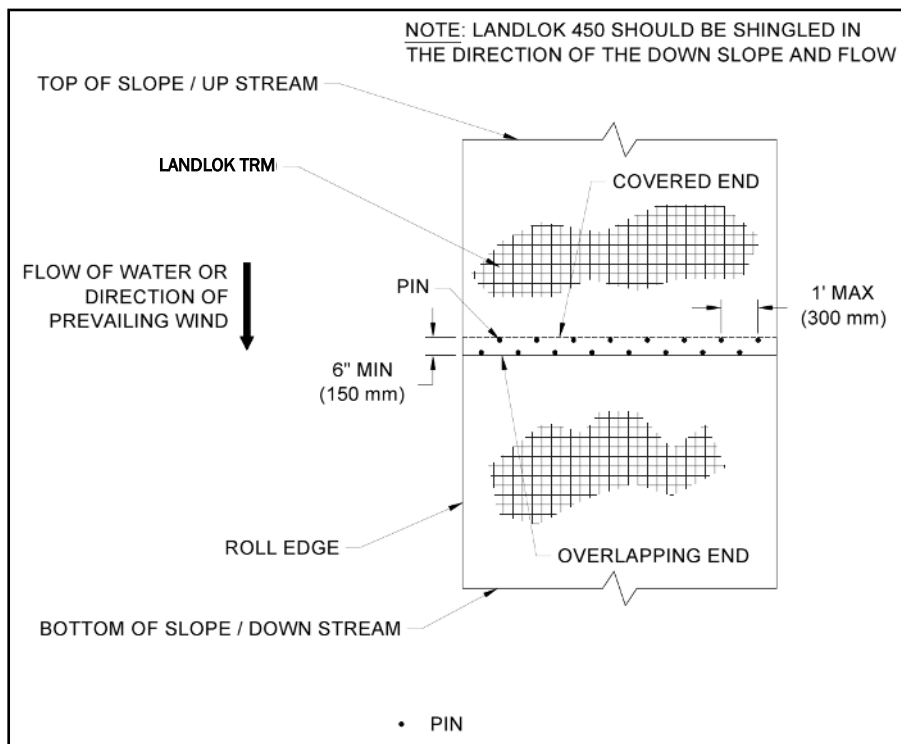 NOTE: LANDLOK 450 SHOULD BE SHINGLED IN
THE DIRECTION OF THE DOWN SLOPE AND FLOW
TOP OF SLOPE / UP STREAM
LANDLOK TRM
COVERED END
FLOW OF WATER OR
DIRECTION OF
PREVAILING WIND
PIN
1' MAX
(300 mm)
6" MIN
(150 mm)
ROLL EDGE
OVERLAPPING END
BOTTOM OF SLOPE / DOWN STREAM
• PIN